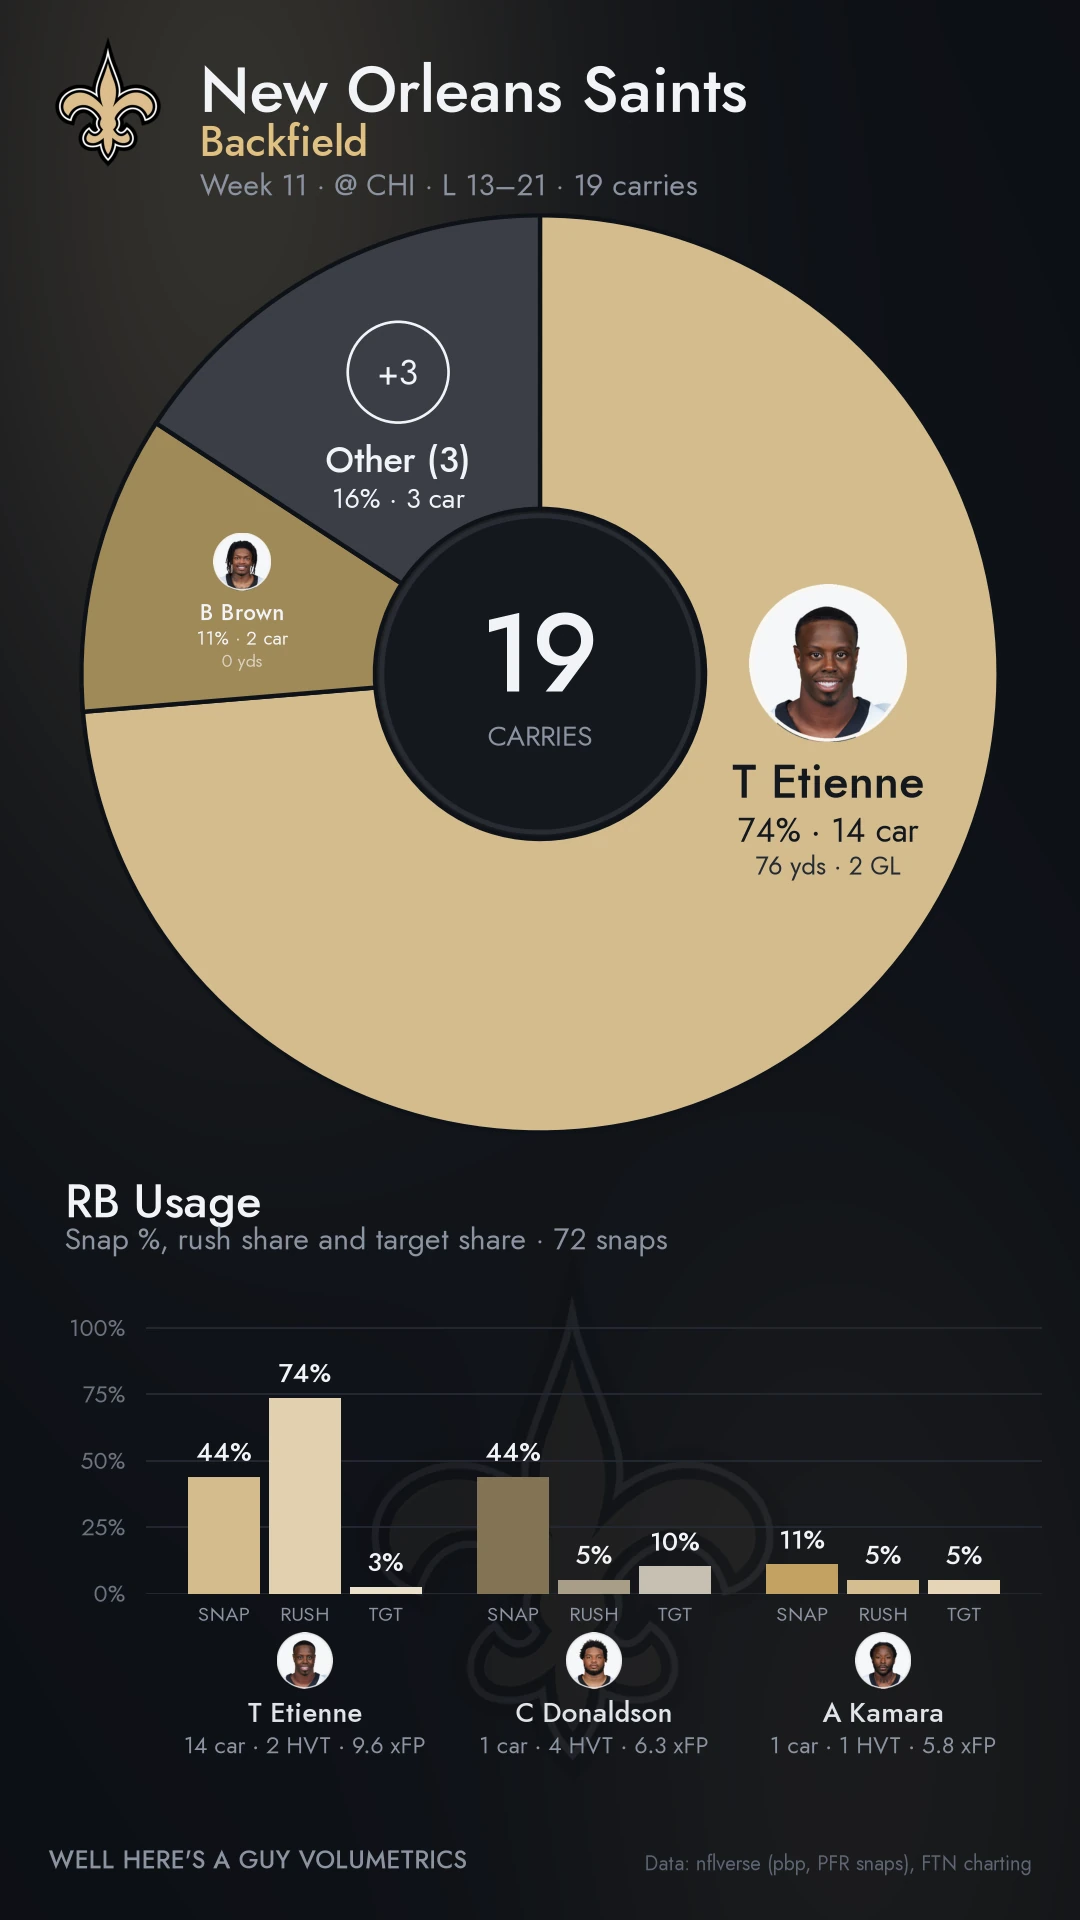 New Orleans Saints
Backfield
Week 11 · @ CHI · L 13–21 · 19 carries
+3
Other (3)
16% · 3 car
B Brown
11% · 2 car
0 yds
19
CARRIES
T Etienne
74% · 14 car
76 yds · 2 GL
RB Usage
Snap %, rush share and target share · 72 snaps
100%
75%
50%
25%
0%
44% 74% 3% 44% 5% 10% 11% 5% 5%
SNAP RUSH TGT SNAP RUSH TGT SNAP RUSH TGT
T Etienne C Donaldson A Kamara
14 car · 2 HVT · 9.6 xFP 1 car · 4 HVT · 6.3 xFP 1 car · 1 HVT · 5.8 xFP
WELL HERE'S A GUY VOLUMETRICS
Data: nflverse (pbp, PFR snaps), FTN charting